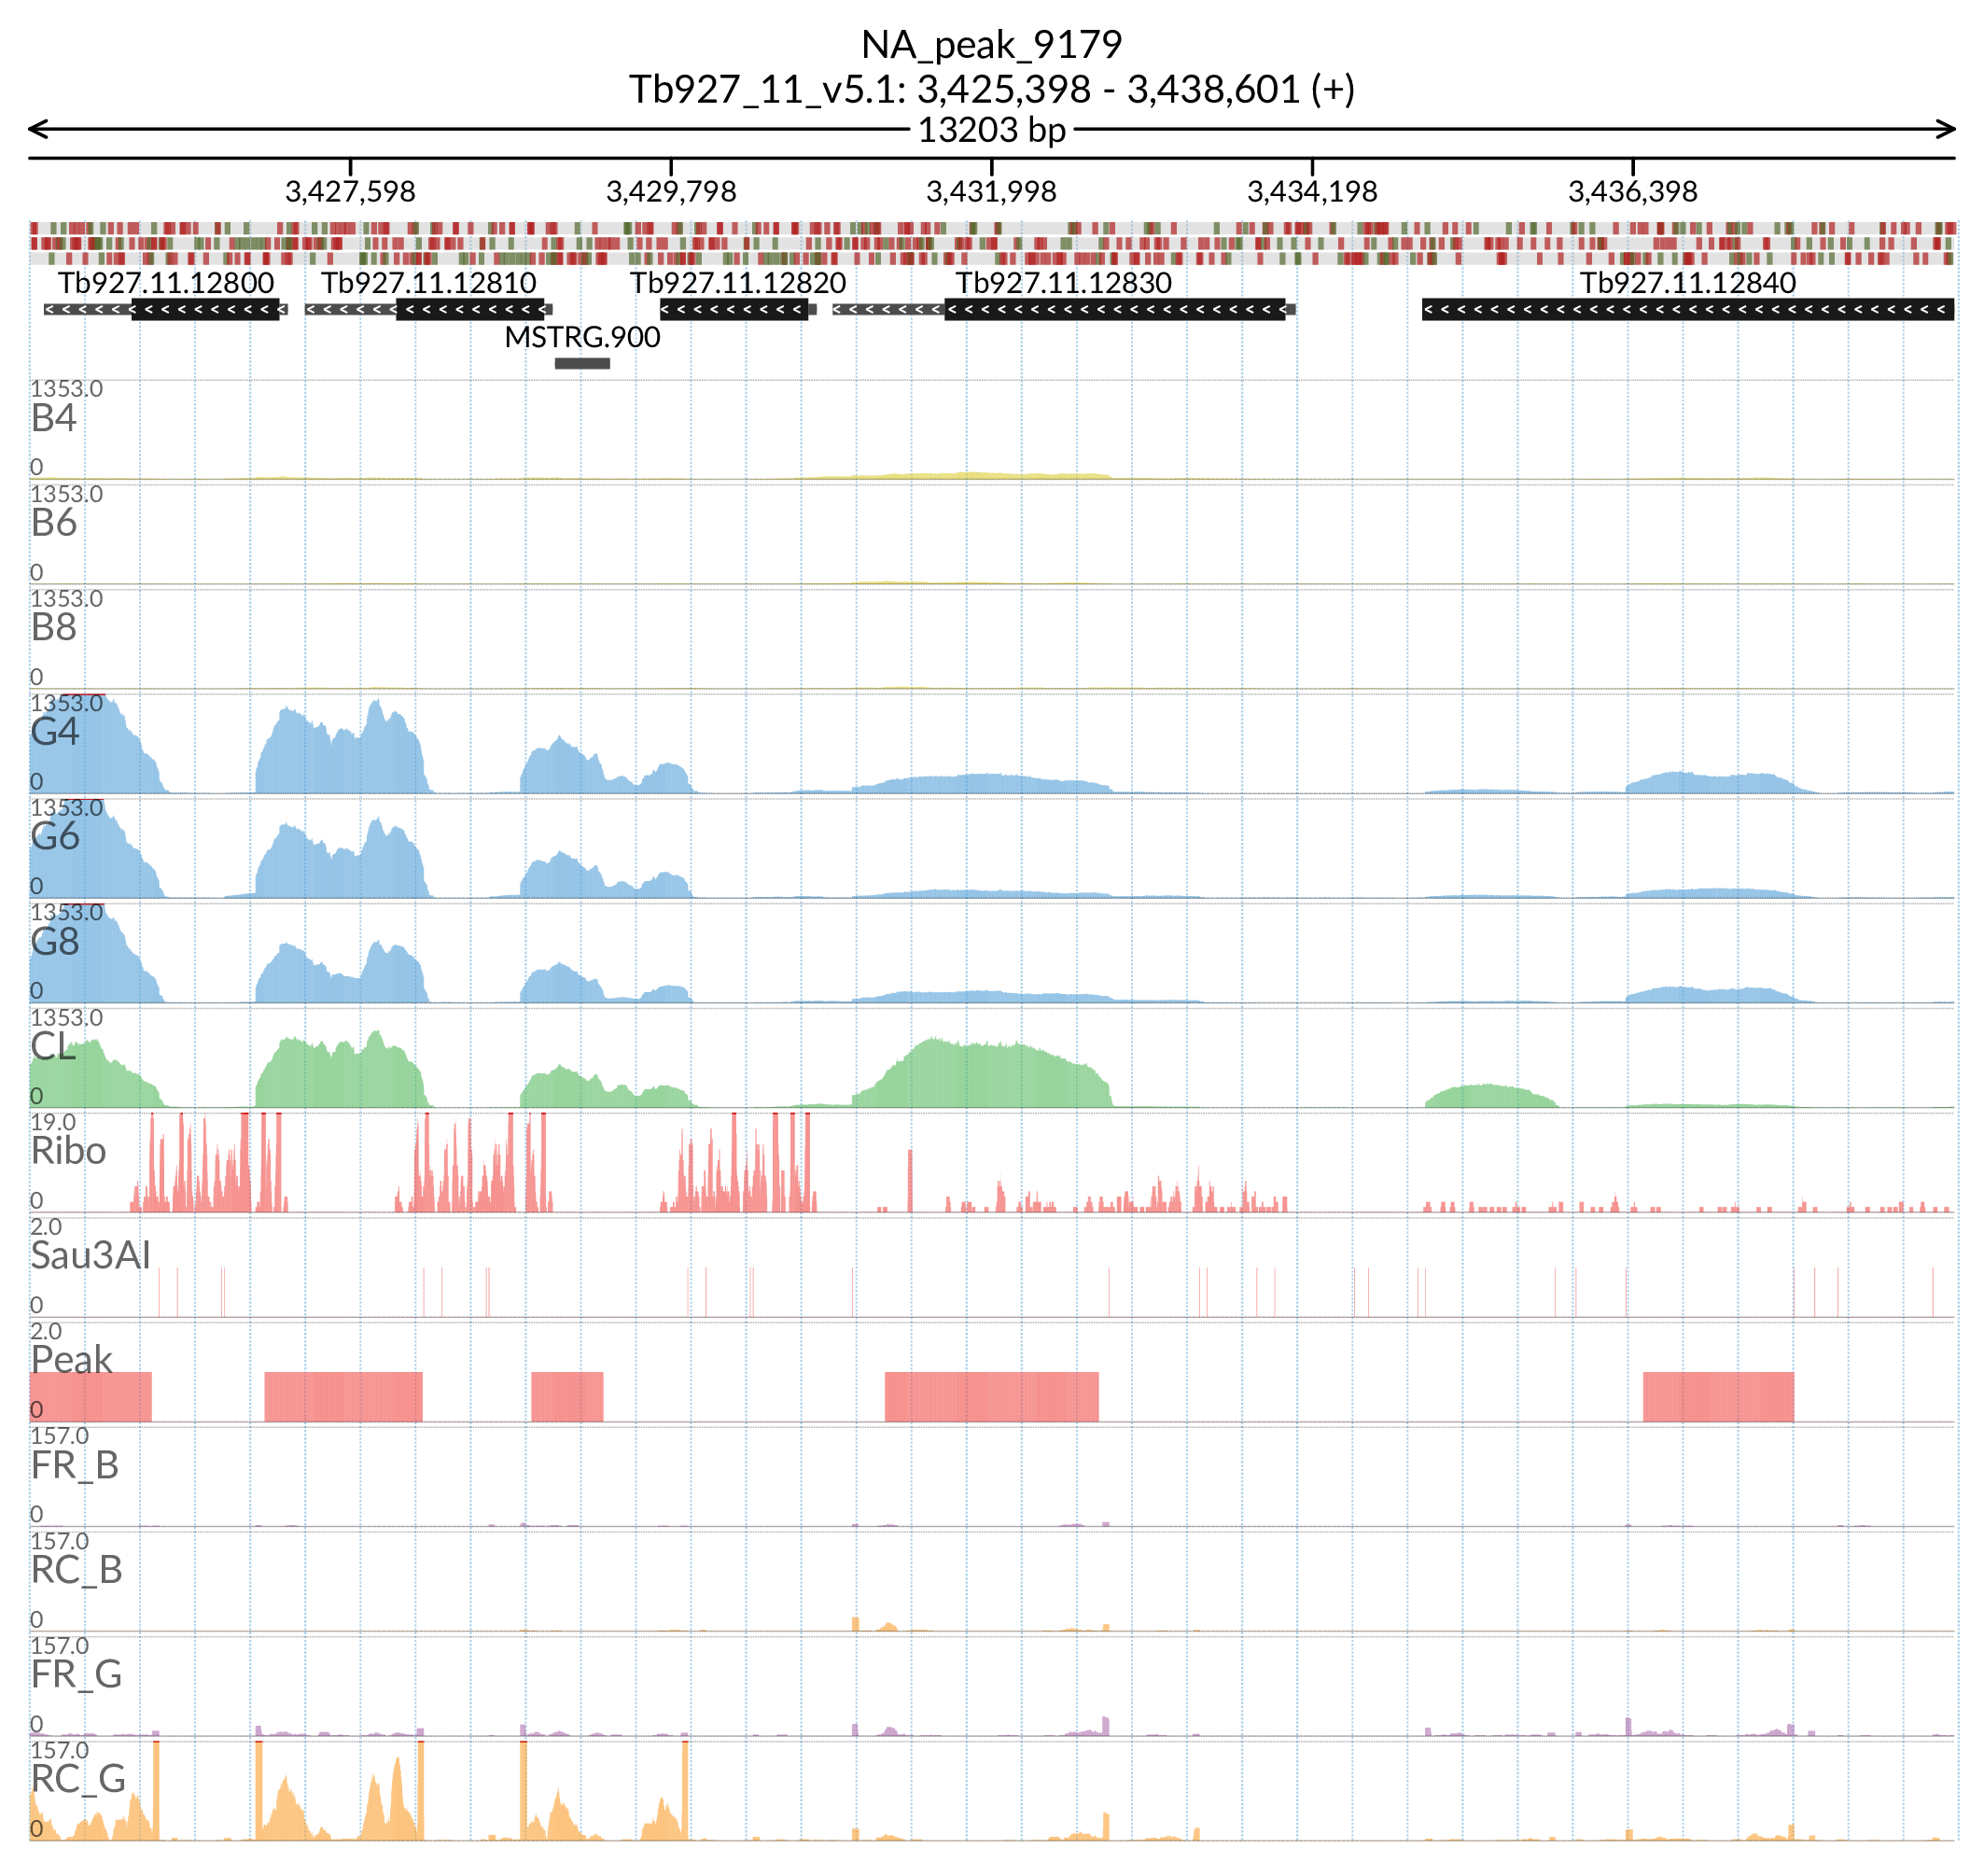 NA_peak_9179
Tb927_11_v5.1: 3,425,398 - 3,438,601 (+)
13203 bp
3,427,598 3,429,798 3,431,998 3,434,198 3,436,398
Tb927.11.12800 Tb927.11.12810 Tb927.11.12820 Tb927.11.12830 Tb927.11.12840
MSTRG.900
1353.0
B4
0
1353.0
B6
0
1353.0
B8
0
1353.0
G4
0
1353.0
G6
0
1353.0
G8
0
1353.0
CL
0
19.0
Ribo
0
2.0
Sau3AI
0
2.0
Peak
0
157.0
FR_B
0
157.0
RC_B
0
157.0
FR_G
0
157.0
RC_G
0